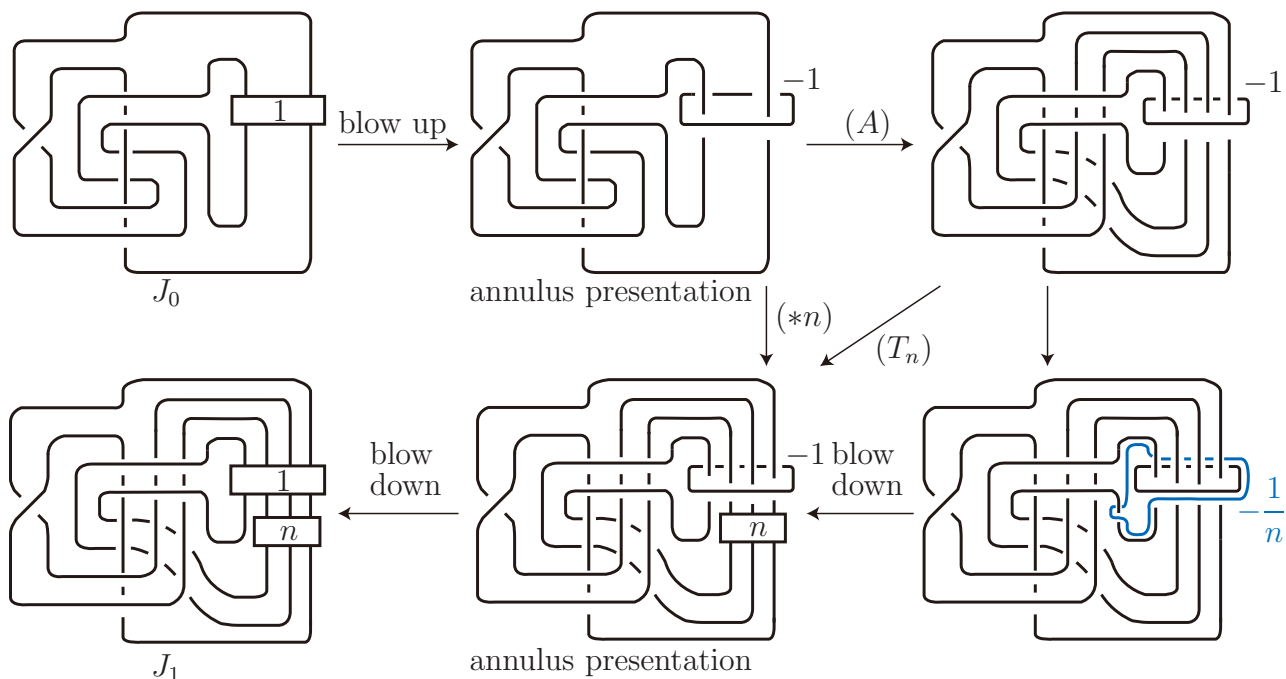 1
blow up
−1
(A)
−1
J₀
annulus presentation
(∗n)
(Tₙ)
1
n
blow
down
−1
n
blow
down
−1/n
J₁
annulus presentation